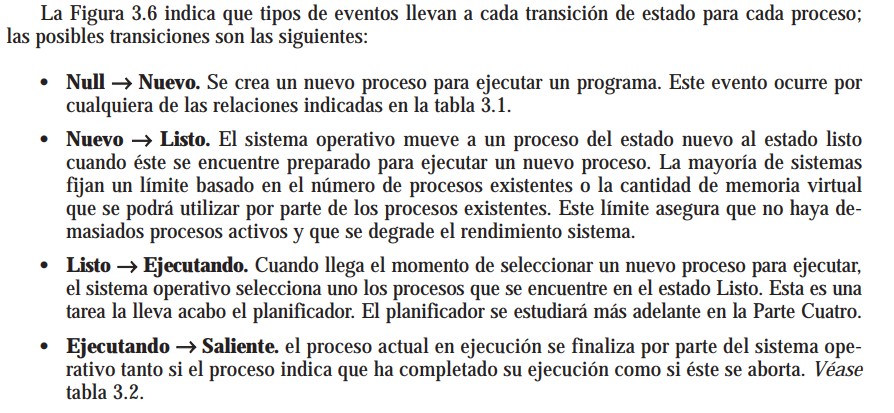 La Figura 3.6 indica que tipos de eventos llevan a cada transición de estado para cada proceso;
las posibles transiciones son las siguientes:
• Null → Nuevo. Se crea un nuevo proceso para ejecutar un programa. Este evento ocurre por
cualquiera de las relaciones indicadas en la tabla 3.1.
• Nuevo → Listo. El sistema operativo mueve a un proceso del estado nuevo al estado listo
cuando éste se encuentre preparado para ejecutar un nuevo proceso. La mayoría de sistemas
fijan un límite basado en el número de procesos existentes o la cantidad de memoria virtual
que se podrá utilizar por parte de los procesos existentes. Este límite asegura que no haya de-
masiados procesos activos y que se degrade el rendimiento sistema.
• Listo → Ejecutando. Cuando llega el momento de seleccionar un nuevo proceso para ejecutar,
el sistema operativo selecciona uno los procesos que se encuentre en el estado Listo. Esta es una
tarea la lleva acabo el planificador. El planificador se estudiará más adelante en la Parte Cuatro.
• Ejecutando → Saliente. el proceso actual en ejecución se finaliza por parte del sistema ope-
rativo tanto si el proceso indica que ha completado su ejecución como si éste se aborta. Véase
tabla 3.2.